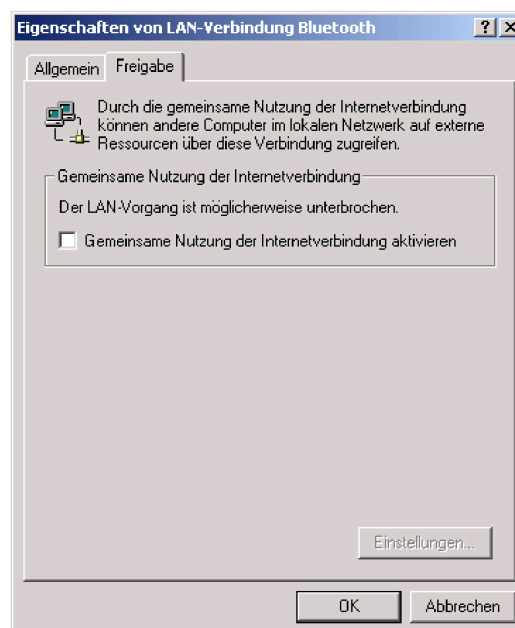 Eigenschaften von LAN-Verbindung Bluetooth
Allgemein
Freigabe
Durch die gemeinsame Nutzung der Internetverbindung
können andere Computer im lokalen Netzwerk auf externe
Ressourcen über diese Verbindung zugreifen.
Gemeinsame Nutzung der Internetverbindung
Der LAN-Vorgang ist möglicherweise unterbrochen.
Gemeinsame Nutzung der Internetverbindung aktivieren
Einstellungen...
OK
Abbrechen